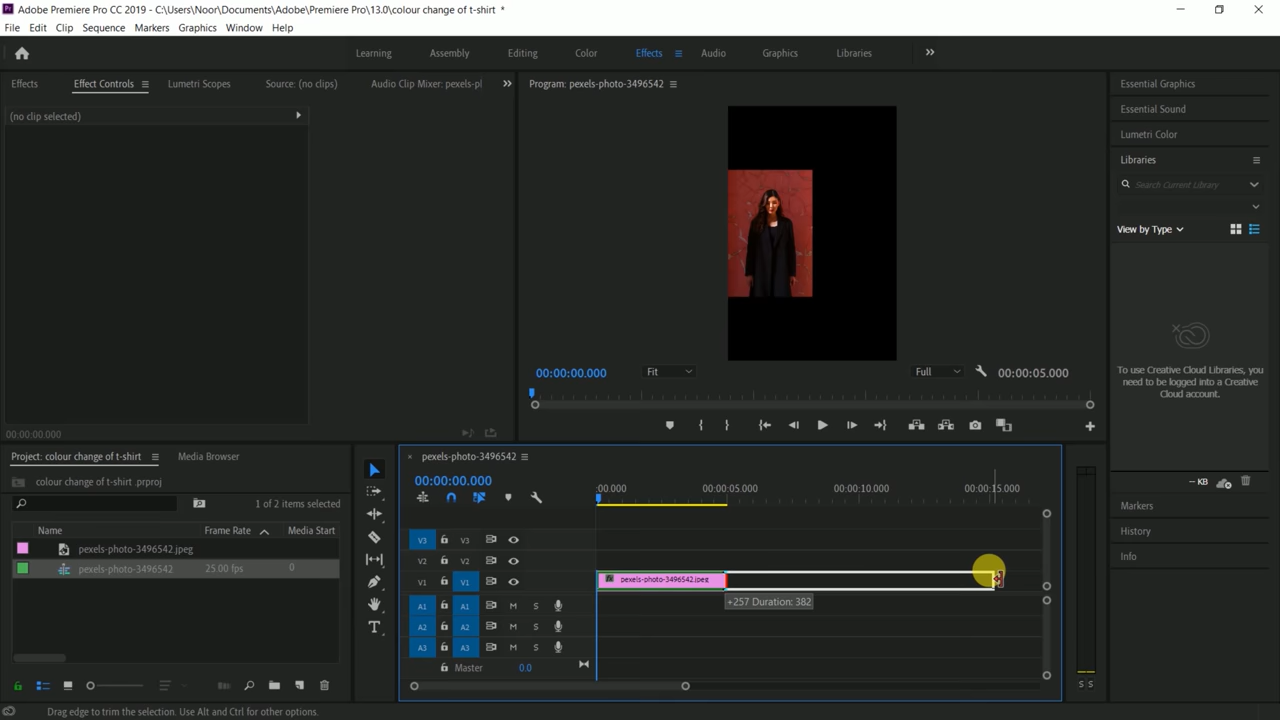 Adobe Premiere Pro CC 2019 - C:\Users\Noor\Documents\Adobe\Premiere Pro\13.0\colour change of t-shirt *
File Edit Clip Sequence Markers Graphics Window Help
Learning Assembly Editing Color Effects Audio Graphics Libraries
Effects Effect Controls Lumetri Scopes Source: (no clips) Audio Clip Mixer: pexels-pl
Program: pexels-photo-3496542
(no clip selected)
00:00:00.000
00:00:00.000 Fit Full 00:00:05.000
Essential Graphics
Essential Sound
Lumetri Color
Libraries
Search Current Library
View by Type
To use Creative Cloud Libraries, you
need to be logged into a Creative
Cloud account.
-- KB
Markers
History
Info
Project: colour change of t-shirt Media Browser
colour change of t-shirt .prproj
1 of 2 items selected
Name Frame Rate Media Start
pexels-photo-3496542.jpeg
pexels-photo-3496542 25.00 fps 0
pexels-photo-3496542
00:00:00.000
:00.000 00:00:05.000 00:00:10.000 00:00:15.000
V3 V3
V2 V2
V1 V1 pexels-photo-3496542.jpeg
+257 Duration: 382
A1 A1 M S
A2 A2 M S
A3 A3 M S
Master 0.0
S S
Drag edge to trim the selection. Use Alt and Ctrl for other options.